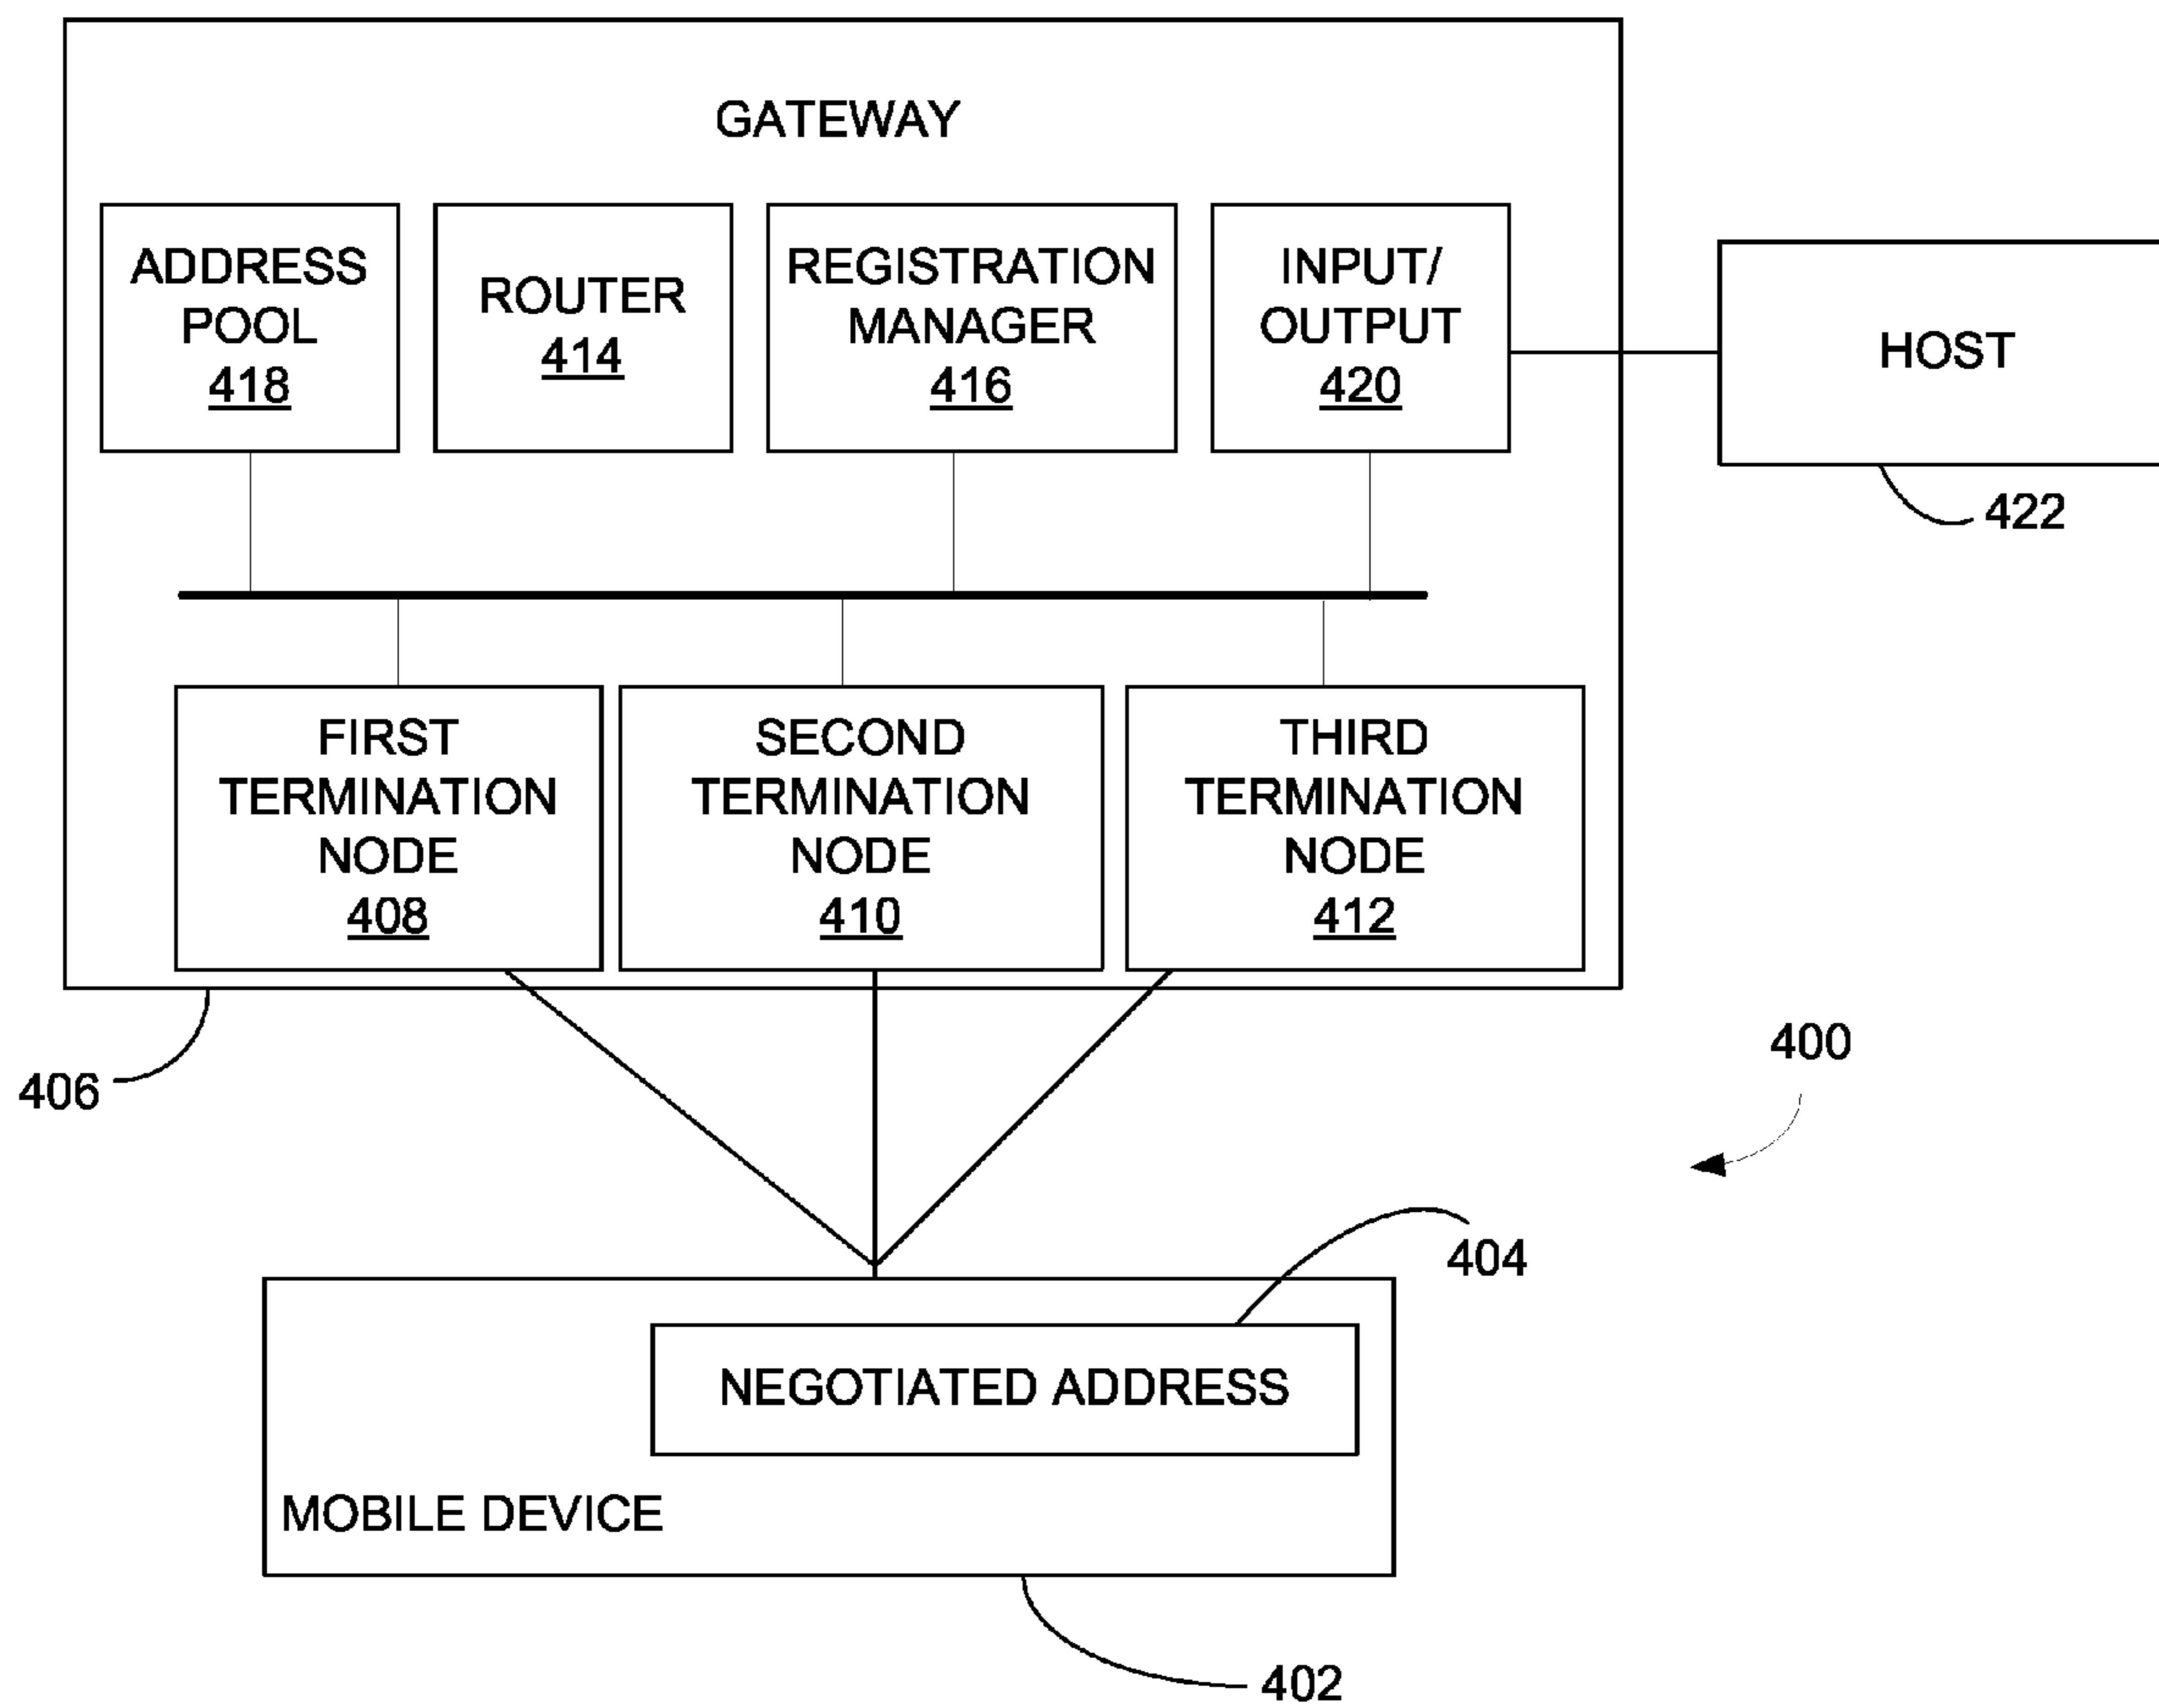 GATEWAY
ADDRESS
POOL
418
ROUTER
414
REGISTRATION
MANAGER
416
INPUT/
OUTPUT
420
HOST
422
FIRST
TERMINATION
NODE
408
SECOND
TERMINATION
NODE
410
THIRD
TERMINATION
NODE
412
406
400
404
NEGOTIATED ADDRESS
MOBILE DEVICE
402